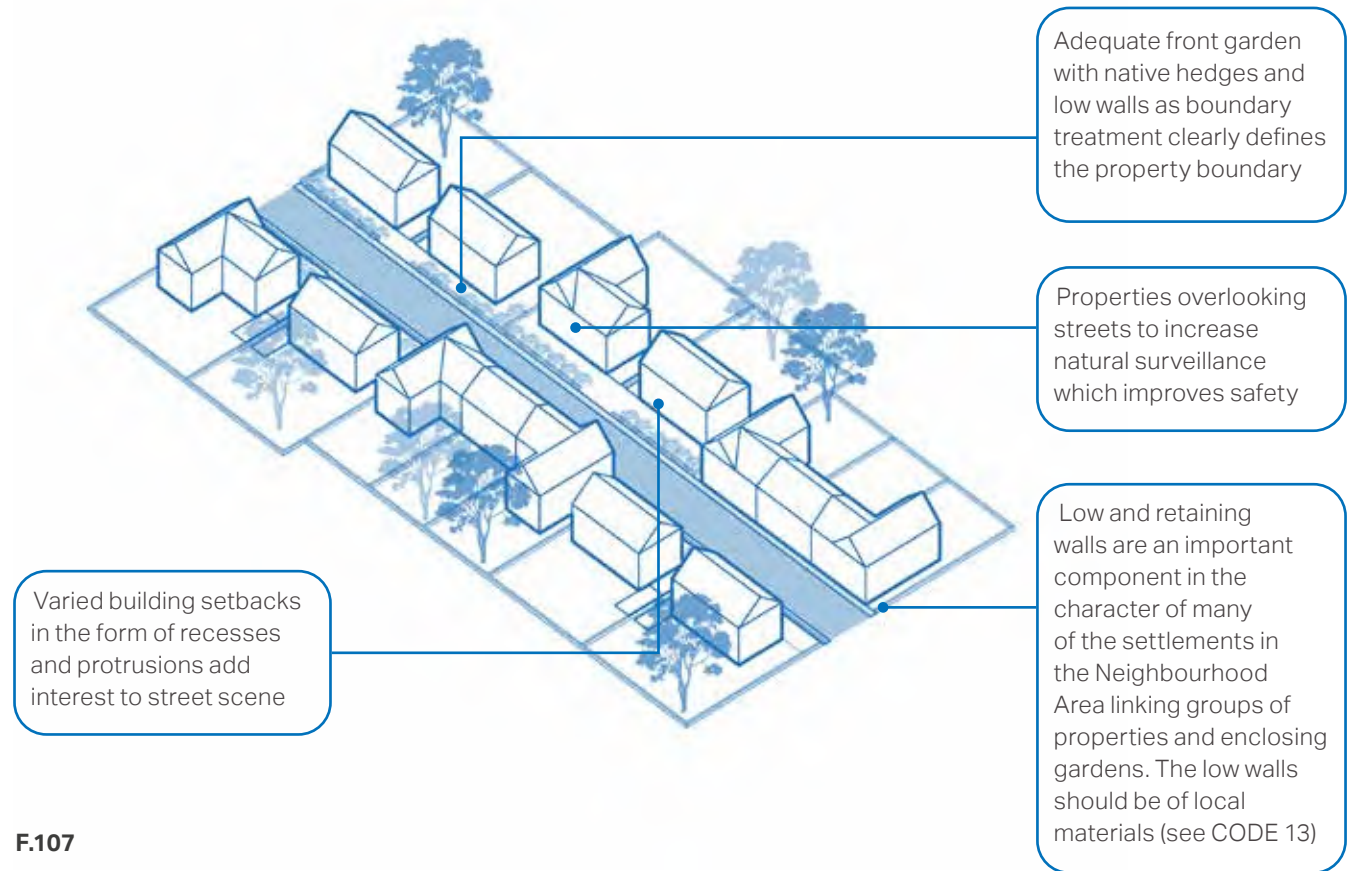 Adequate front garden
with native hedges and
low walls as boundary
treatment clearly defines
the property boundary
Properties overlooking
streets to increase
natural surveillance
which improves safety
Low and retaining
walls are an important
component in the
character of many
of the settlements in
the Neighbourhood
Area linking groups of
properties and enclosing
gardens. The low walls
should be of local
materials (see CODE 13)
Varied building setbacks
in the form of recesses
and protrusions add
interest to street scene
F.107